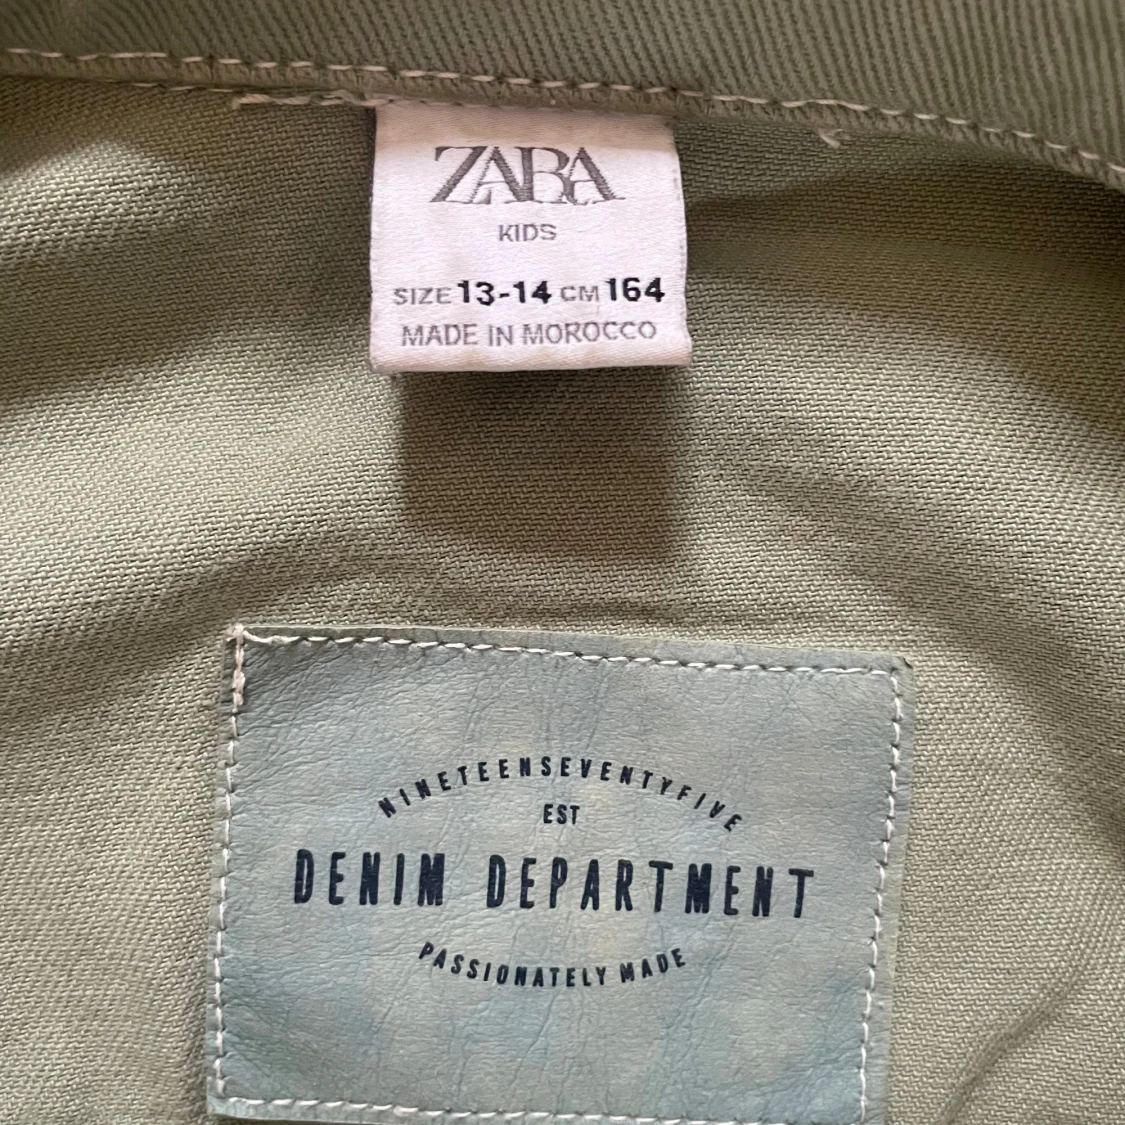 ZARA
KIDS
SIZE 13-14 CM 164
MADE IN MOROCCO
NINETEENSEVENTYFIVE
EST
DENIM DEPARTMENT
PASSIONATELY MADE